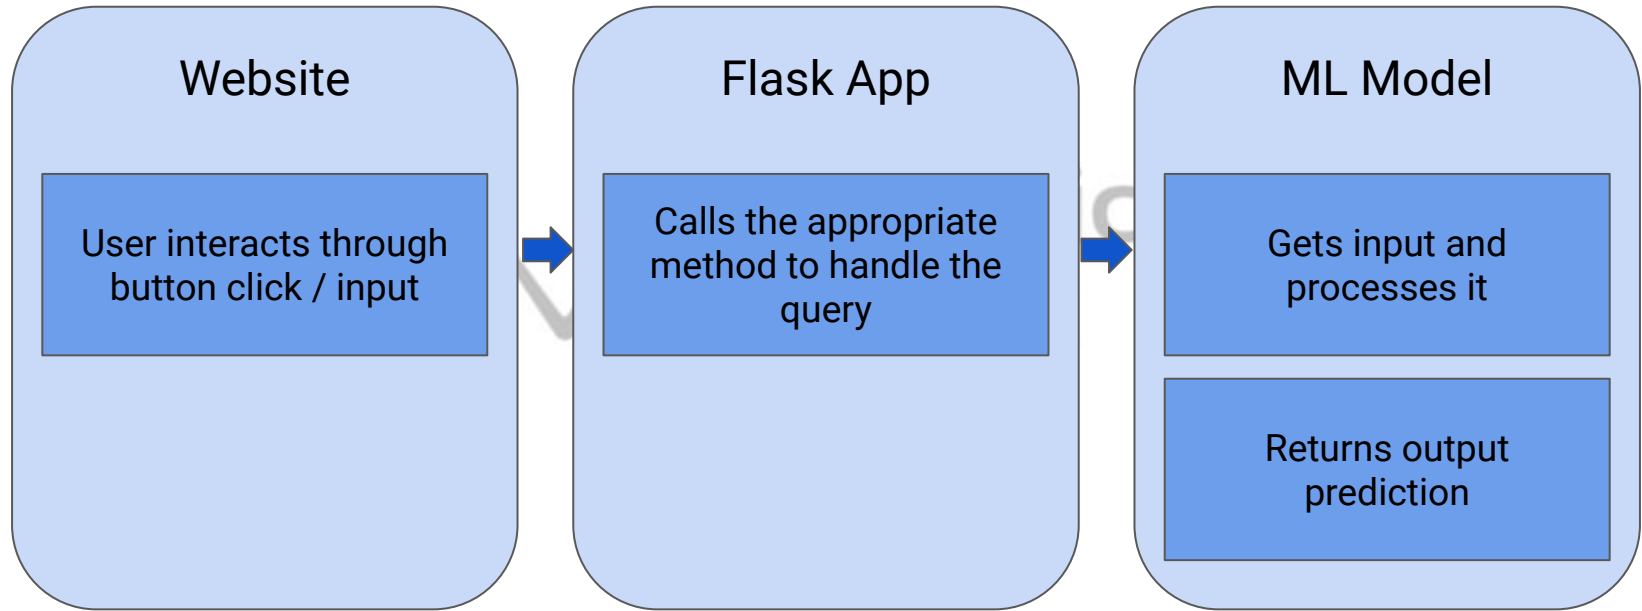 Website
User interacts through
button click / input
Flask App
Calls the appropriate
method to handle the
query
ML Model
Gets input and
processes it
Returns output
prediction